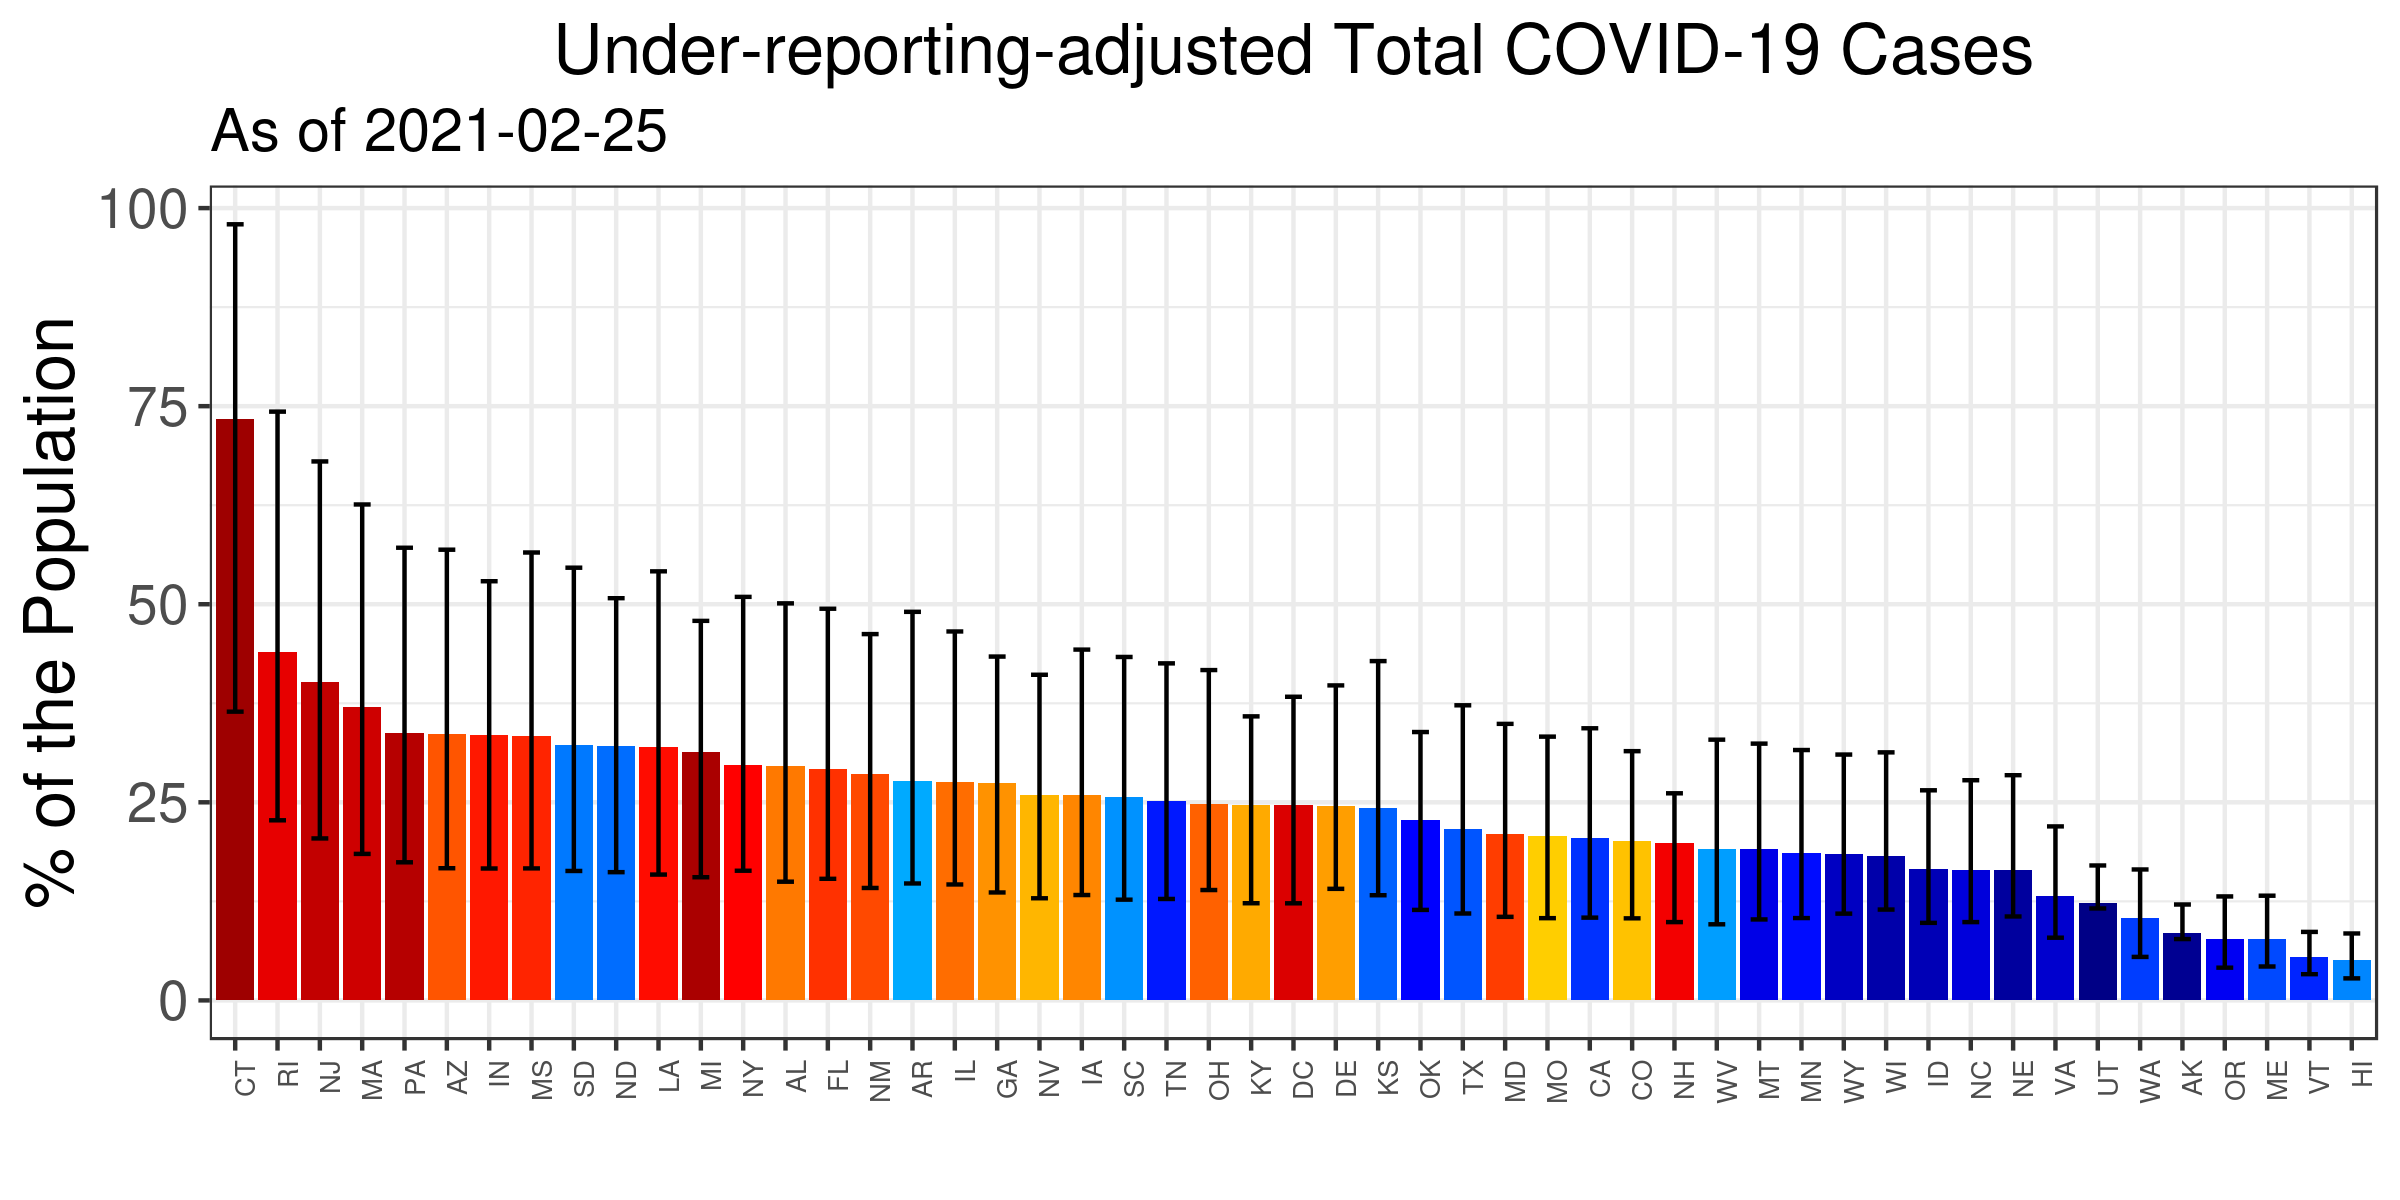 Under-reporting-adjusted Total COVID-19 Cases
As of 2021-02-25
% of the Population
100
75
50
25
0
CT RI NJ MA PA AZ IN MS SD ND LA MI NY AL FL NM AR IL GA NV IA SC TN OH KY DC DE KS OK TX MD MO CA CO NH WV MT MN WY WI ID NC NE VA UT WA AK OR ME VT HI